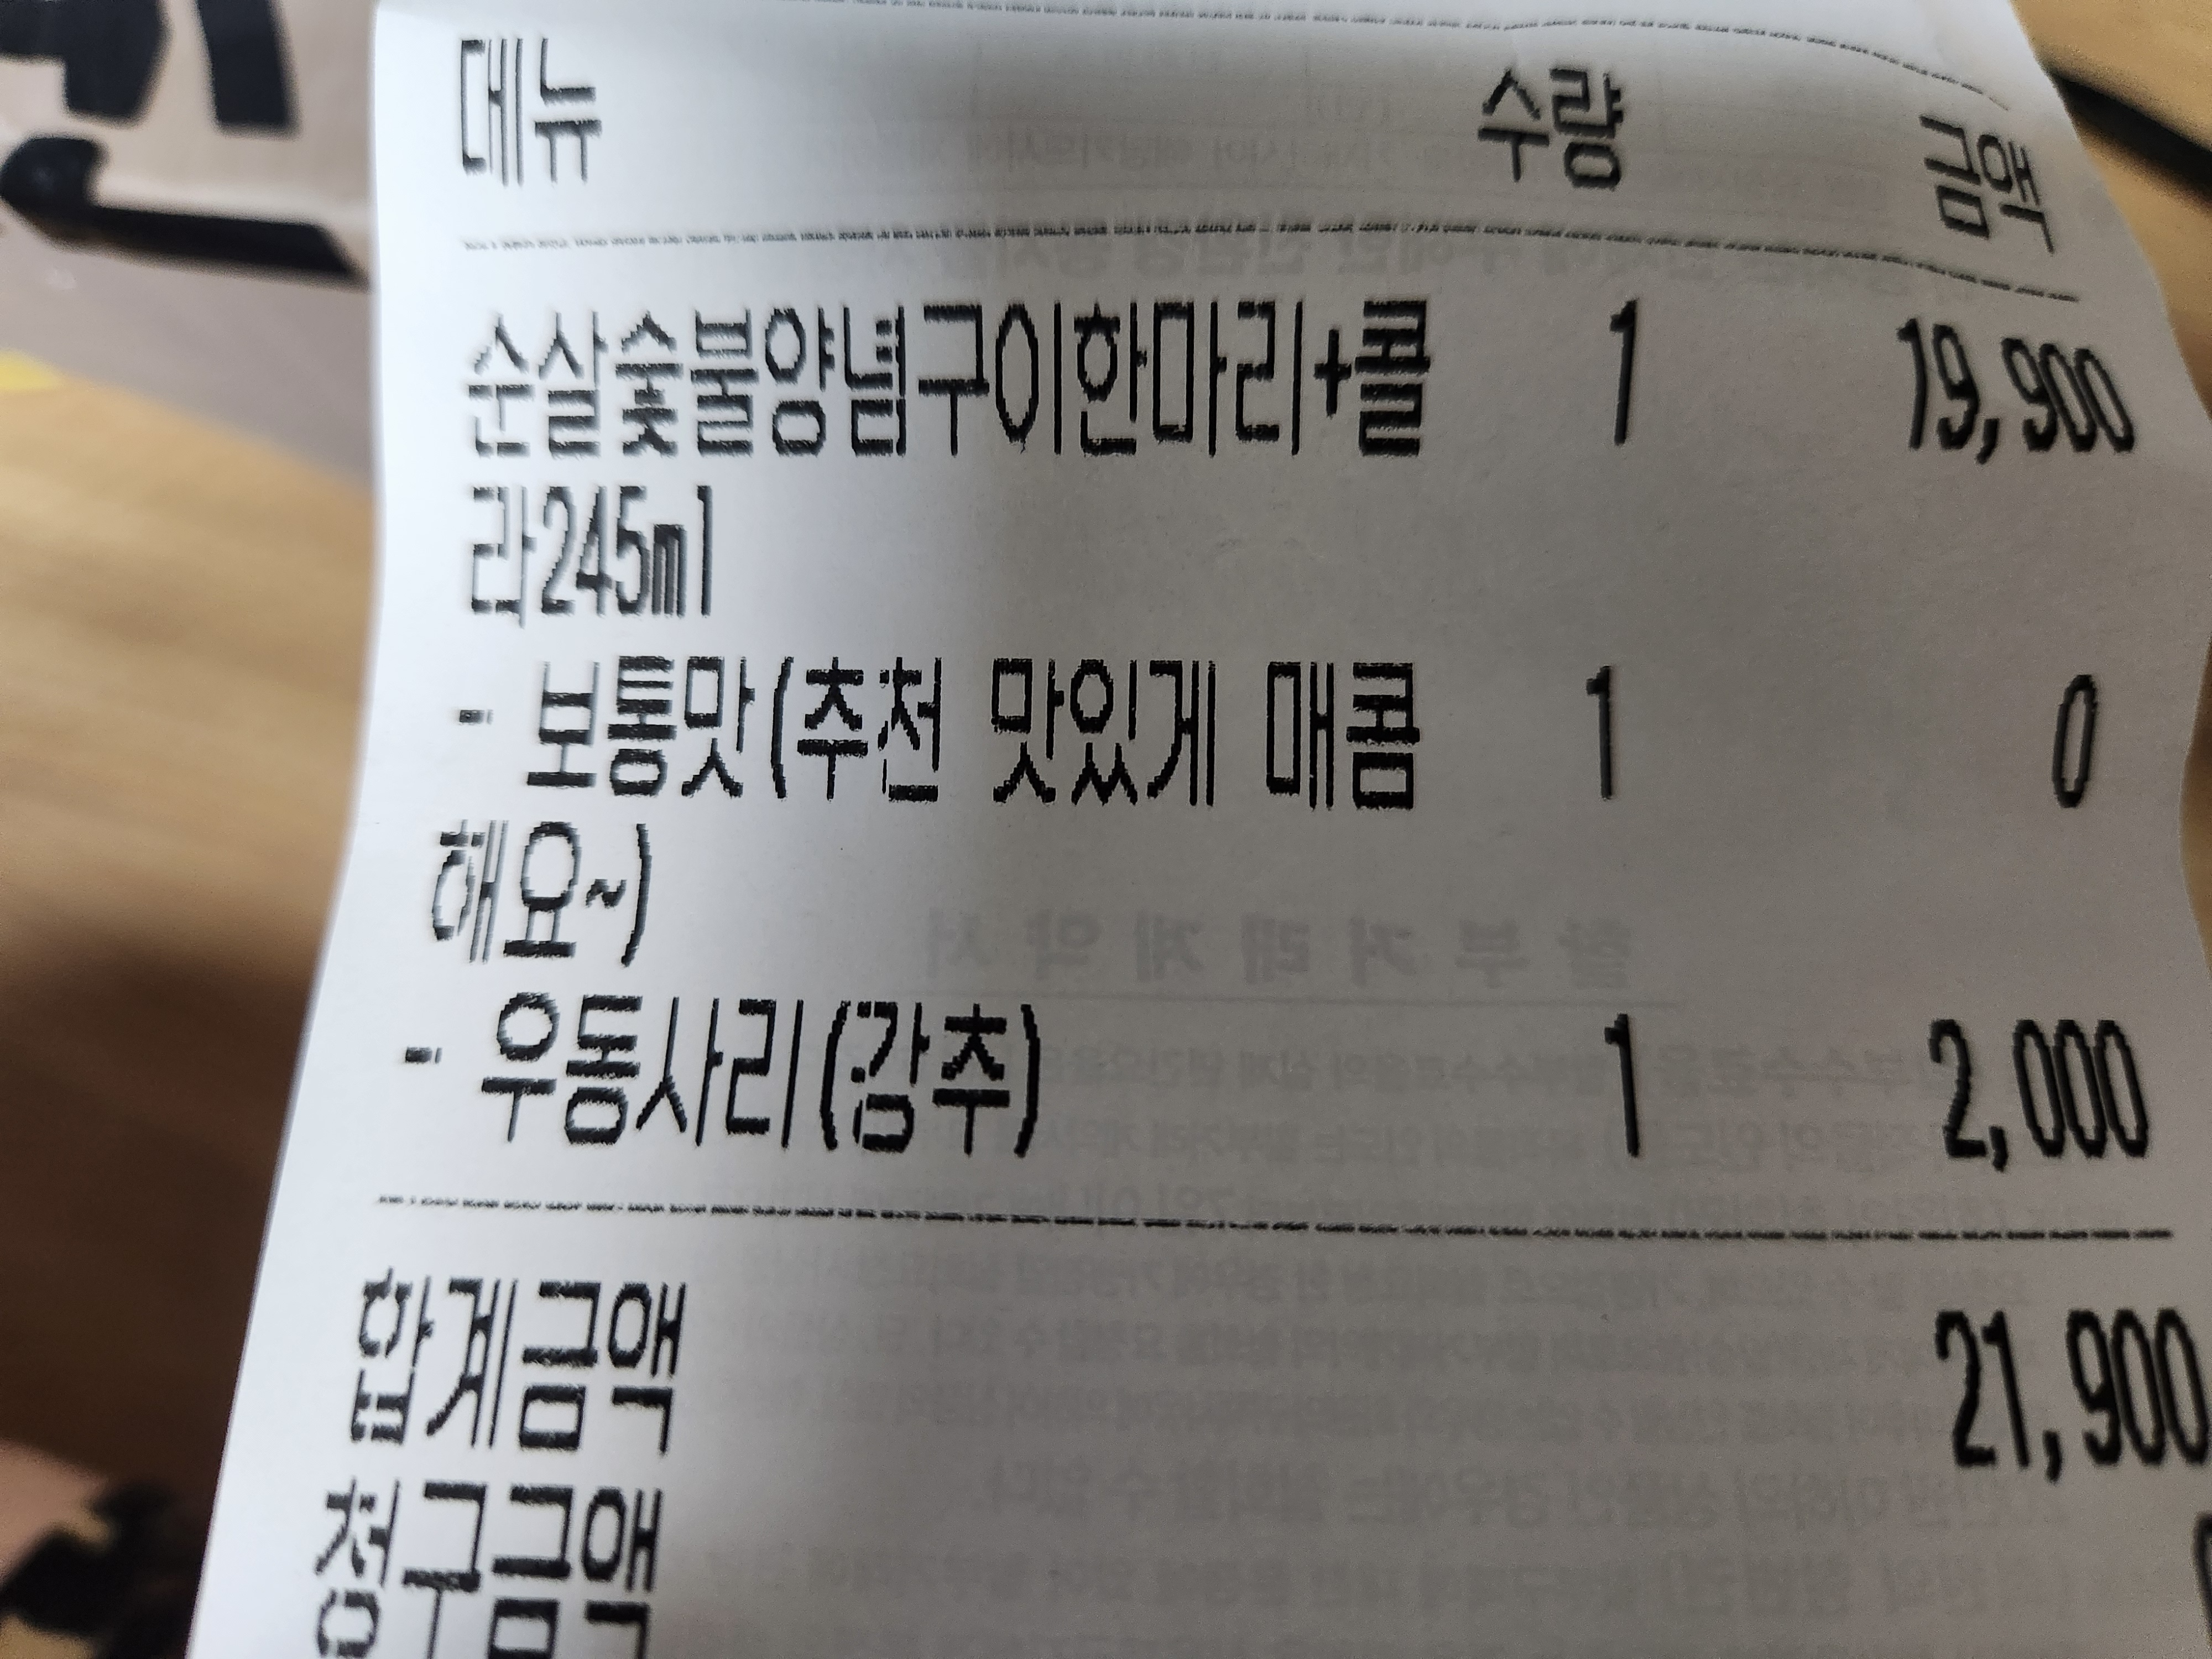 메뉴 수량 금액
순살숯불양념구이한마리+콜 1 19,900
라245ml
- 보통맛(추천 맛있게 매콤 1 0
해요~)
- 우동사리(강추) 1 2,000
합계금액 21,900
청구금액